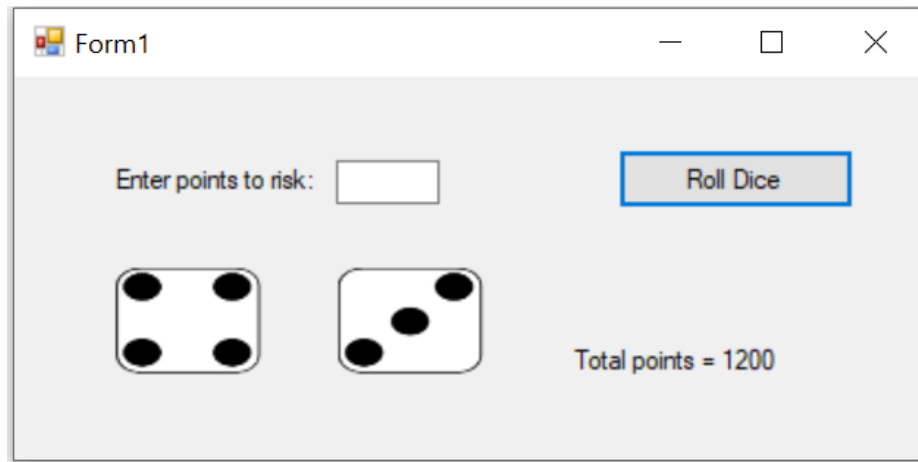 Form1
Enter points to risk:
Roll Dice
Total points = 1200